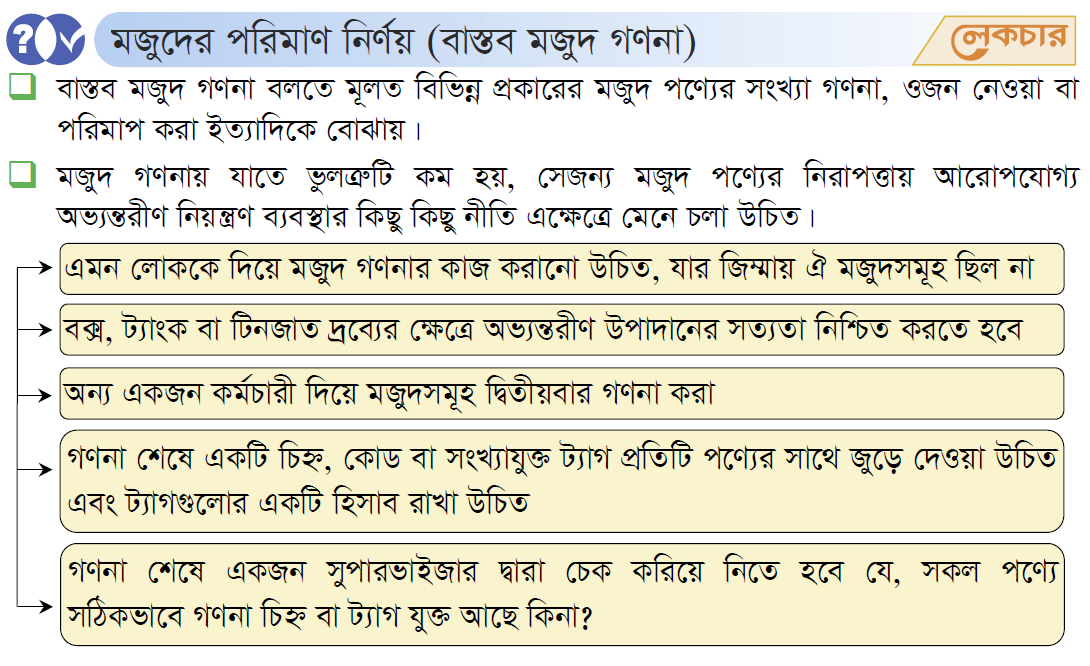 মজুদের পরিমাণ নির্ণয় (বাস্তব মজুদ গণনা)
লেকচার
বাস্তব মজুদ গণনা বলতে মূলত বিভিন্ন প্রকারের মজুদ পণ্যের সংখ্যা গণনা, ওজন নেওয়া বা
পরিমাপ করা ইত্যাদিকে বোঝায়।
মজুদ গণনায় যাতে ভুলত্রুটি কম হয়, সেজন্য মজুদ পণ্যের নিরাপত্তায় আরোপযোগ্য
অভ্যন্তরীণ নিয়ন্ত্রণ ব্যবস্থার কিছু কিছু নীতি এক্ষেত্রে মেনে চলা উচিত।
এমন লোককে দিয়ে মজুদ গণনার কাজ করানো উচিত, যার জিম্মায় ঐ মজুদসমূহ ছিল না
বক্স, ট্যাংক বা টিনজাত দ্রব্যের ক্ষেত্রে অভ্যন্তরীণ উপাদানের সত্যতা নিশ্চিত করতে হবে
অন্য একজন কর্মচারী দিয়ে মজুদসমূহ দ্বিতীয়বার গণনা করা
গণনা শেষে একটি চিহ্ন, কোড বা সংখ্যাযুক্ত ট্যাগ প্রতিটি পণ্যের সাথে জুড়ে দেওয়া উচিত
এবং ট্যাগগুলোর একটি হিসাব রাখা উচিত
গণনা শেষে একজন সুপারভাইজার দ্বারা চেক করিয়ে নিতে হবে যে, সকল পণ্যে
সঠিকভাবে গণনা চিহ্ন বা ট্যাগ যুক্ত আছে কিনা?